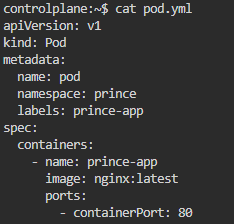 controlplane:~$ cat pod.yml
apiVersion: v1
kind: Pod
metadata:
  name: pod
  namespace: prince
  labels: prince-app
spec:
  containers:
    - name: prince-app
      image: nginx:latest
      ports:
        - containerPort: 80